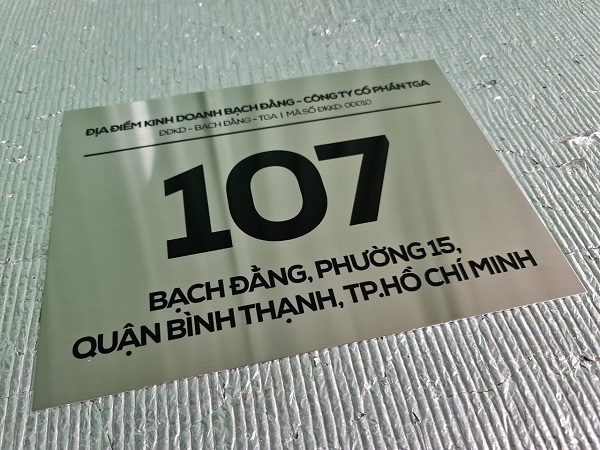 ĐỊA ĐIỂM KINH DOANH BẠCH ĐẰNG - CÔNG TY CỔ PHẦN TGA
ĐĐKD - BẠCH ĐẰNG - TGA | MÃ SỐ ĐKKD: 00010
107
BẠCH ĐẰNG, PHƯỜNG 15,
QUẬN BÌNH THẠNH, TP.HỒ CHÍ MINH